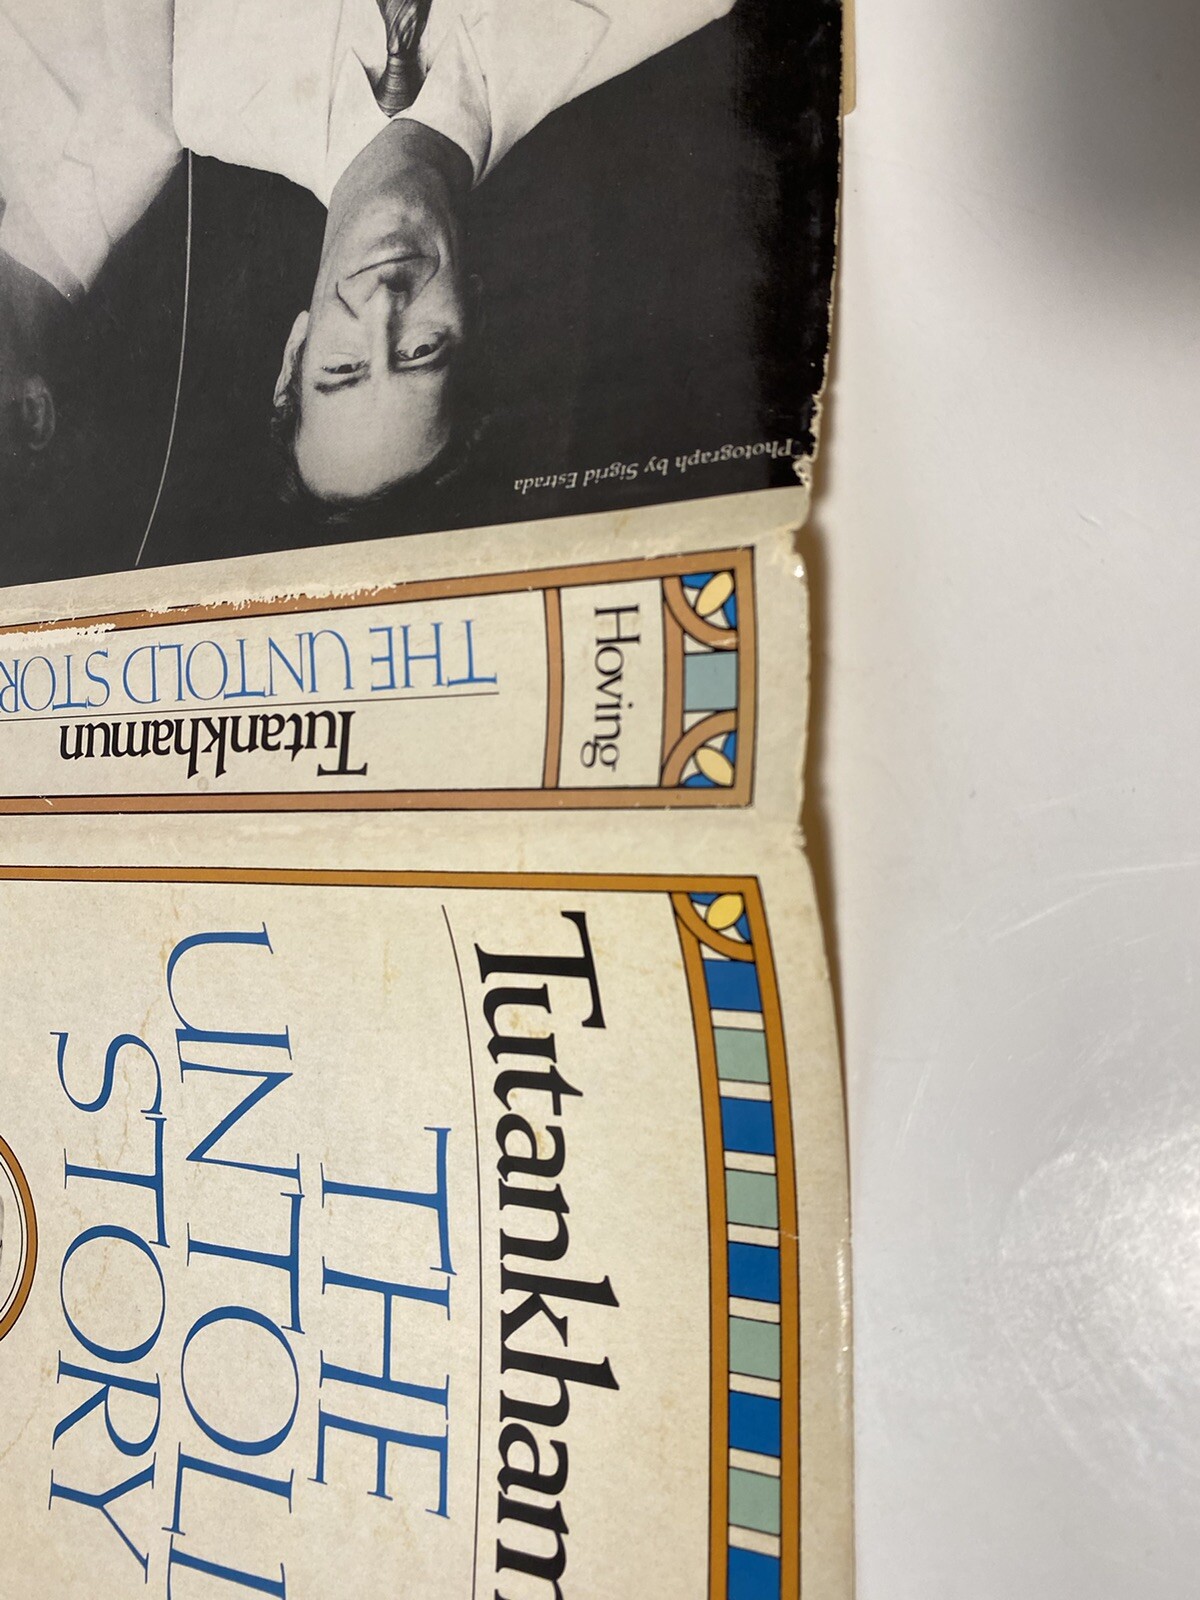 Photograph by Sigrid Estrada
Hoving
Tutankhamun
THE UNTOLD STOR
Tutankham
THE
UNTOL
STORY